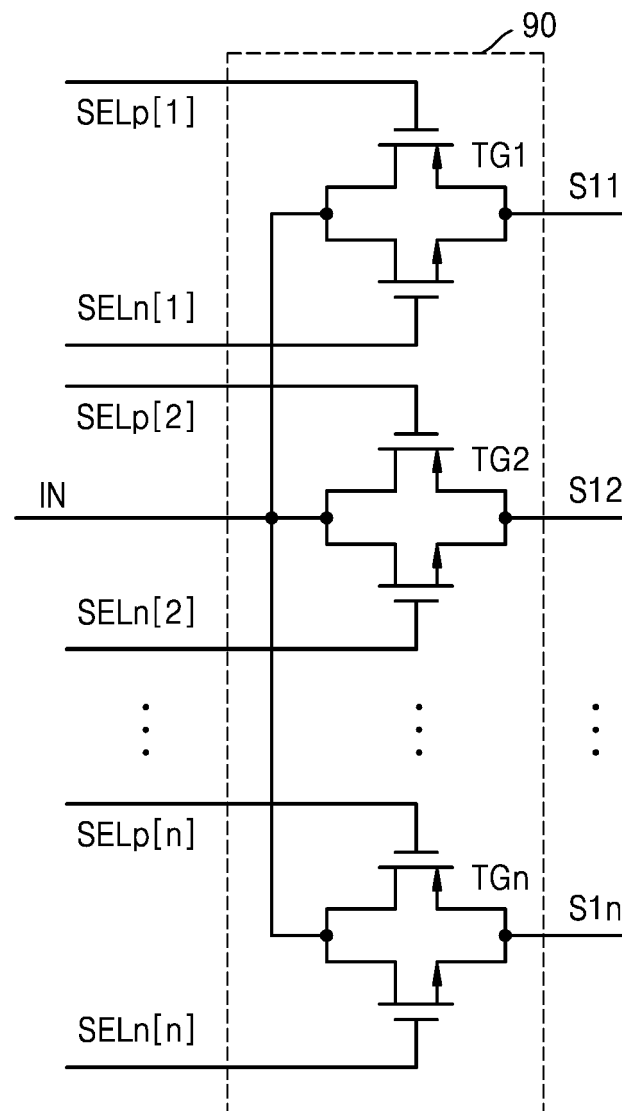 90
SELp[1]
TG1
S11
SELn[1]
SELp[2]
TG2
IN
S12
SELn[2]
SELp[n]
TGn
S1n
SELn[n]